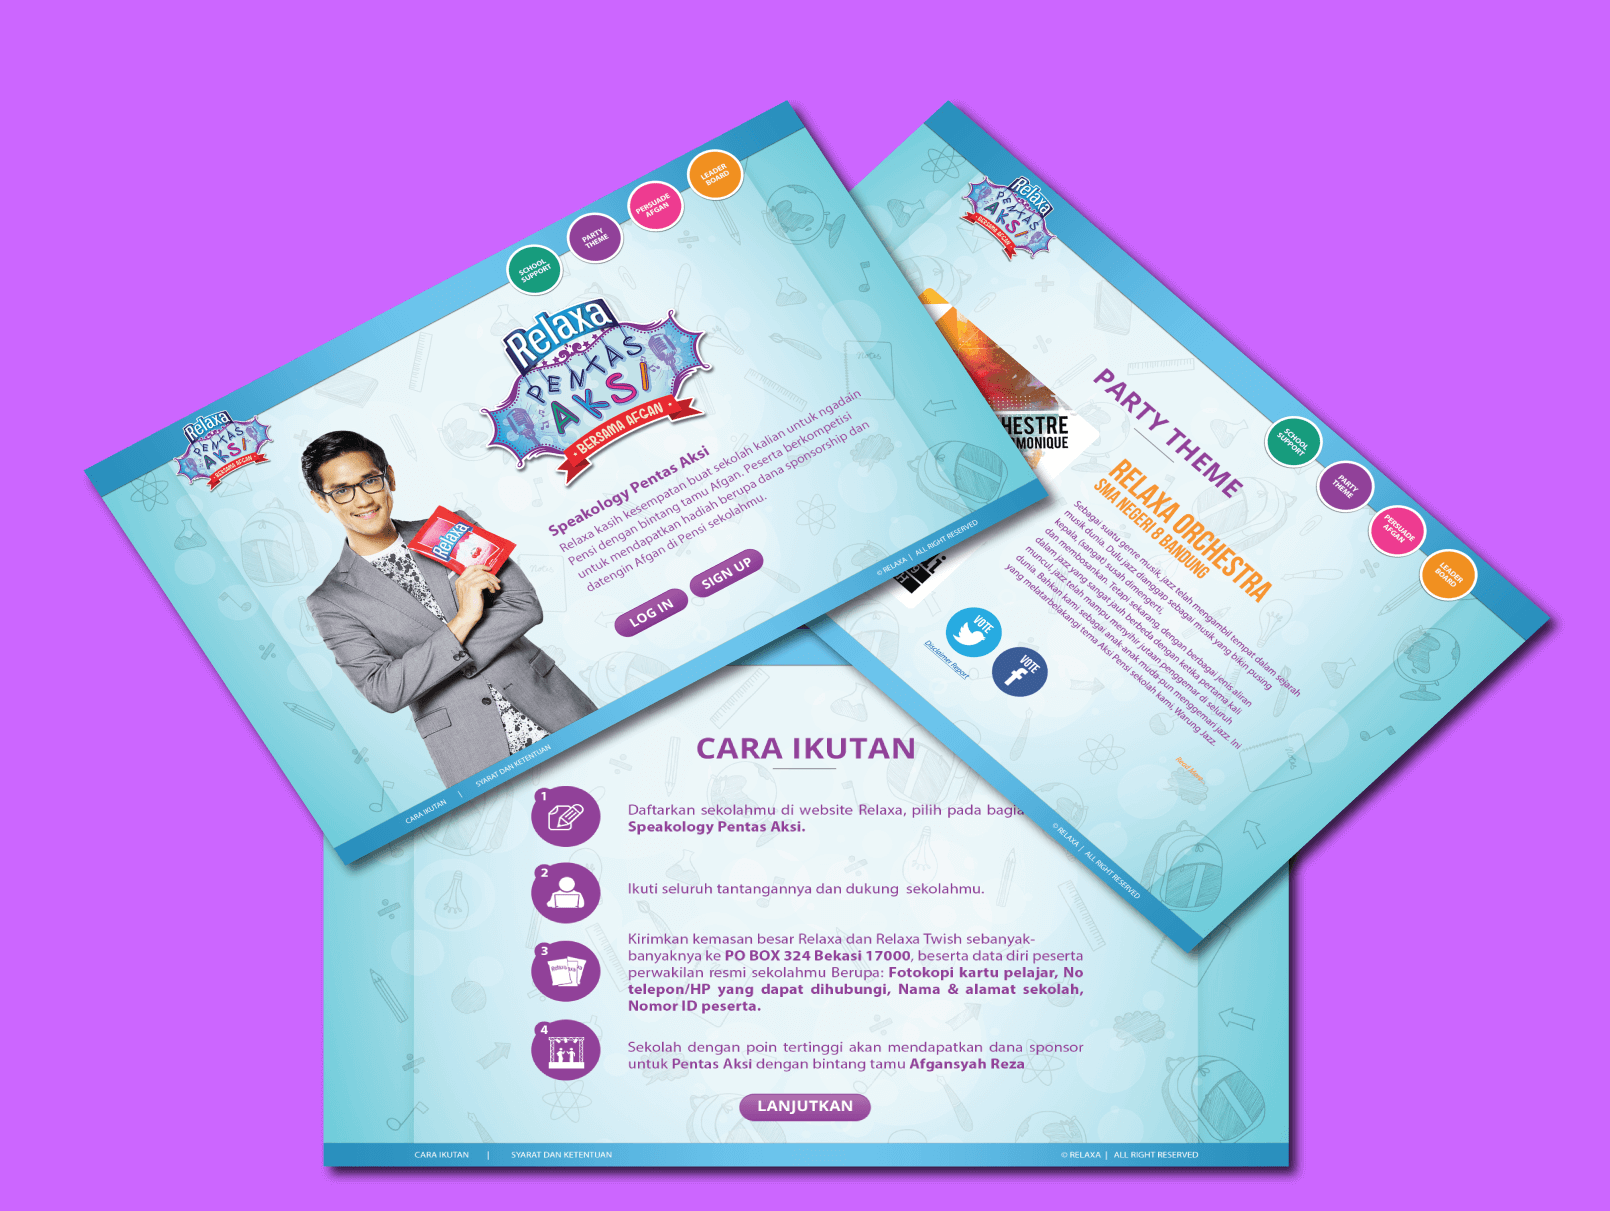 SCHOOL
SUPPORT
PARTY
THEME
PERSUADE
AFGAN
LEADER
BOARD
Relaxa
PENTAS
AKSI
BERSAMA AFGAN
Relaxa
PENTAS
AKSI
• BERSAMA AFGAN •
Relaxa
Speakology Pentas Aksi
Relaxa kasih kesempatan buat sekolah kalian untuk ngadain
Pensi dengan bintang tamu Afgan. Peserta berkompetisi
untuk mendapatkan hadiah berupa dana sponsorship dan
datengin Afgan di Pensi sekolahmu.
LOG IN
SIGN UP
CARA IKUTAN | SYARAT DAN KETENTUAN
© RELAXA | ALL RIGHT RESERVED
Relaxa
PENTAS
AKSI
BERSAMA AFGAN
SCHOOL
SUPPORT
PARTY
THEME
PERSUADE
AFGAN
LEADER
BOARD
HESTRE
MONIQUE
PARTY THEME
RELAXA ORCHESTRA
SMA NEGERI 8 BANDUNG
Sebagai suatu genre musik, jazz telah mengambil tempat dalam sejarah
musik dunia. Dulu jazz dianggap sebagai musik yang bikin pusing
kepala, (sangat) susah dimengerti,
dan membosankan. Tetapi sekarang, dengan berbagai jenis aliran
dalam jazz yang sangat jauh berbeda dengan ketika pertama kali
muncul, jazz telah mampu menyihir jutaan penggemar di seluruh
dunia. Bahkan kami sebagai anak-anak muda-pun menggemari jazz. Ini
yang melatarbelakangi tema Aksi Pensi sekolah kami, Warung Jazz.
VOTE
VOTE
Disclaimer Report
© RELAXA | ALL RIGHT RESERVED
CARA IKUTAN
1
Daftarkan sekolahmu di website Relaxa, pilih pada bagia
Speakology Pentas Aksi.
2
Ikuti seluruh tantangannya dan dukung sekolahmu.
3
Kirimkan kemasan besar Relaxa dan Relaxa Twish sebanyak-
banyaknya ke PO BOX 324 Bekasi 17000, beserta data diri peserta
perwakilan resmi sekolahmu Berupa: Fotokopi kartu pelajar, No
telepon/HP yang dapat dihubungi, Nama & alamat sekolah,
Nomor ID peserta.
4
Sekolah dengan poin tertinggi akan mendapatkan dana sponsor
untuk Pentas Aksi dengan bintang tamu Afgansyah Reza
LANJUTKAN
CARA IKUTAN | SYARAT DAN KETENTUAN
© RELAXA | ALL RIGHT RESERVED